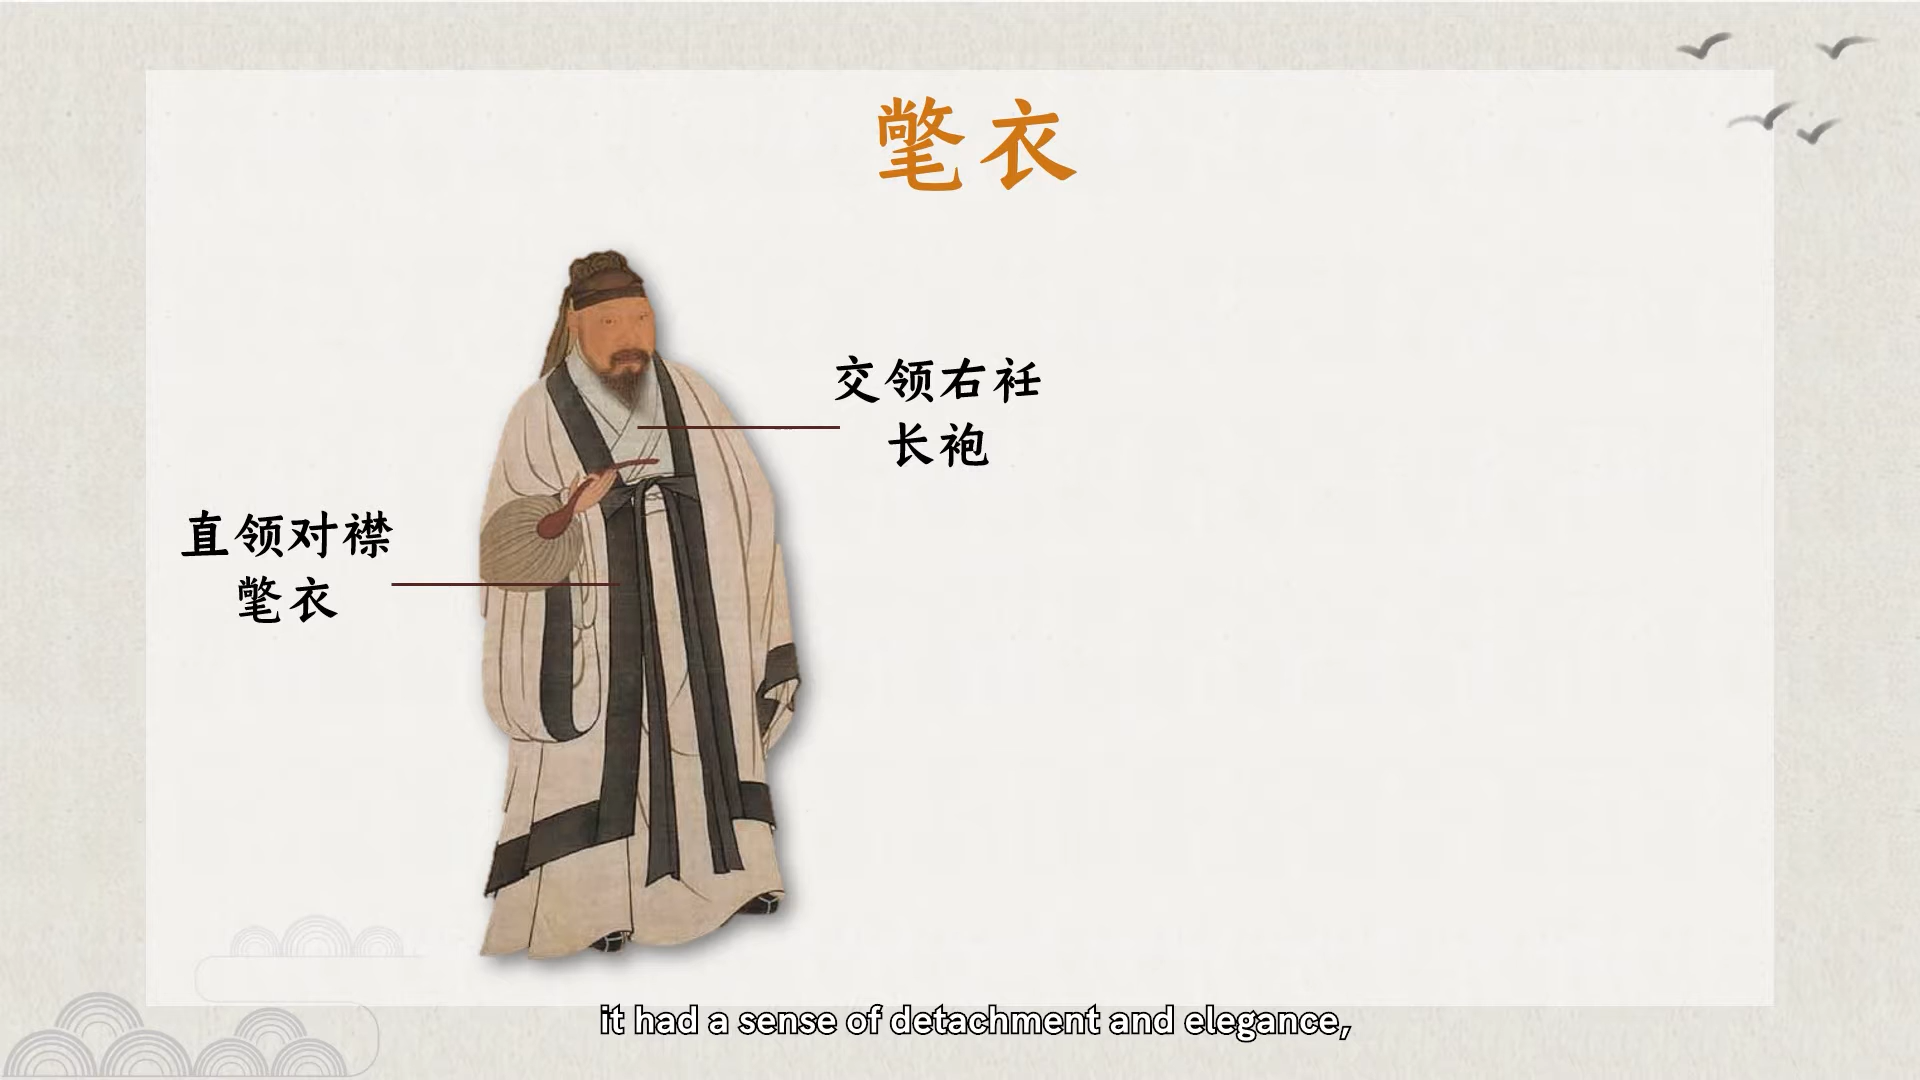 氅衣
交领右衽
长袍
直领对襟
氅衣
it had a sense of detachment and elegance,